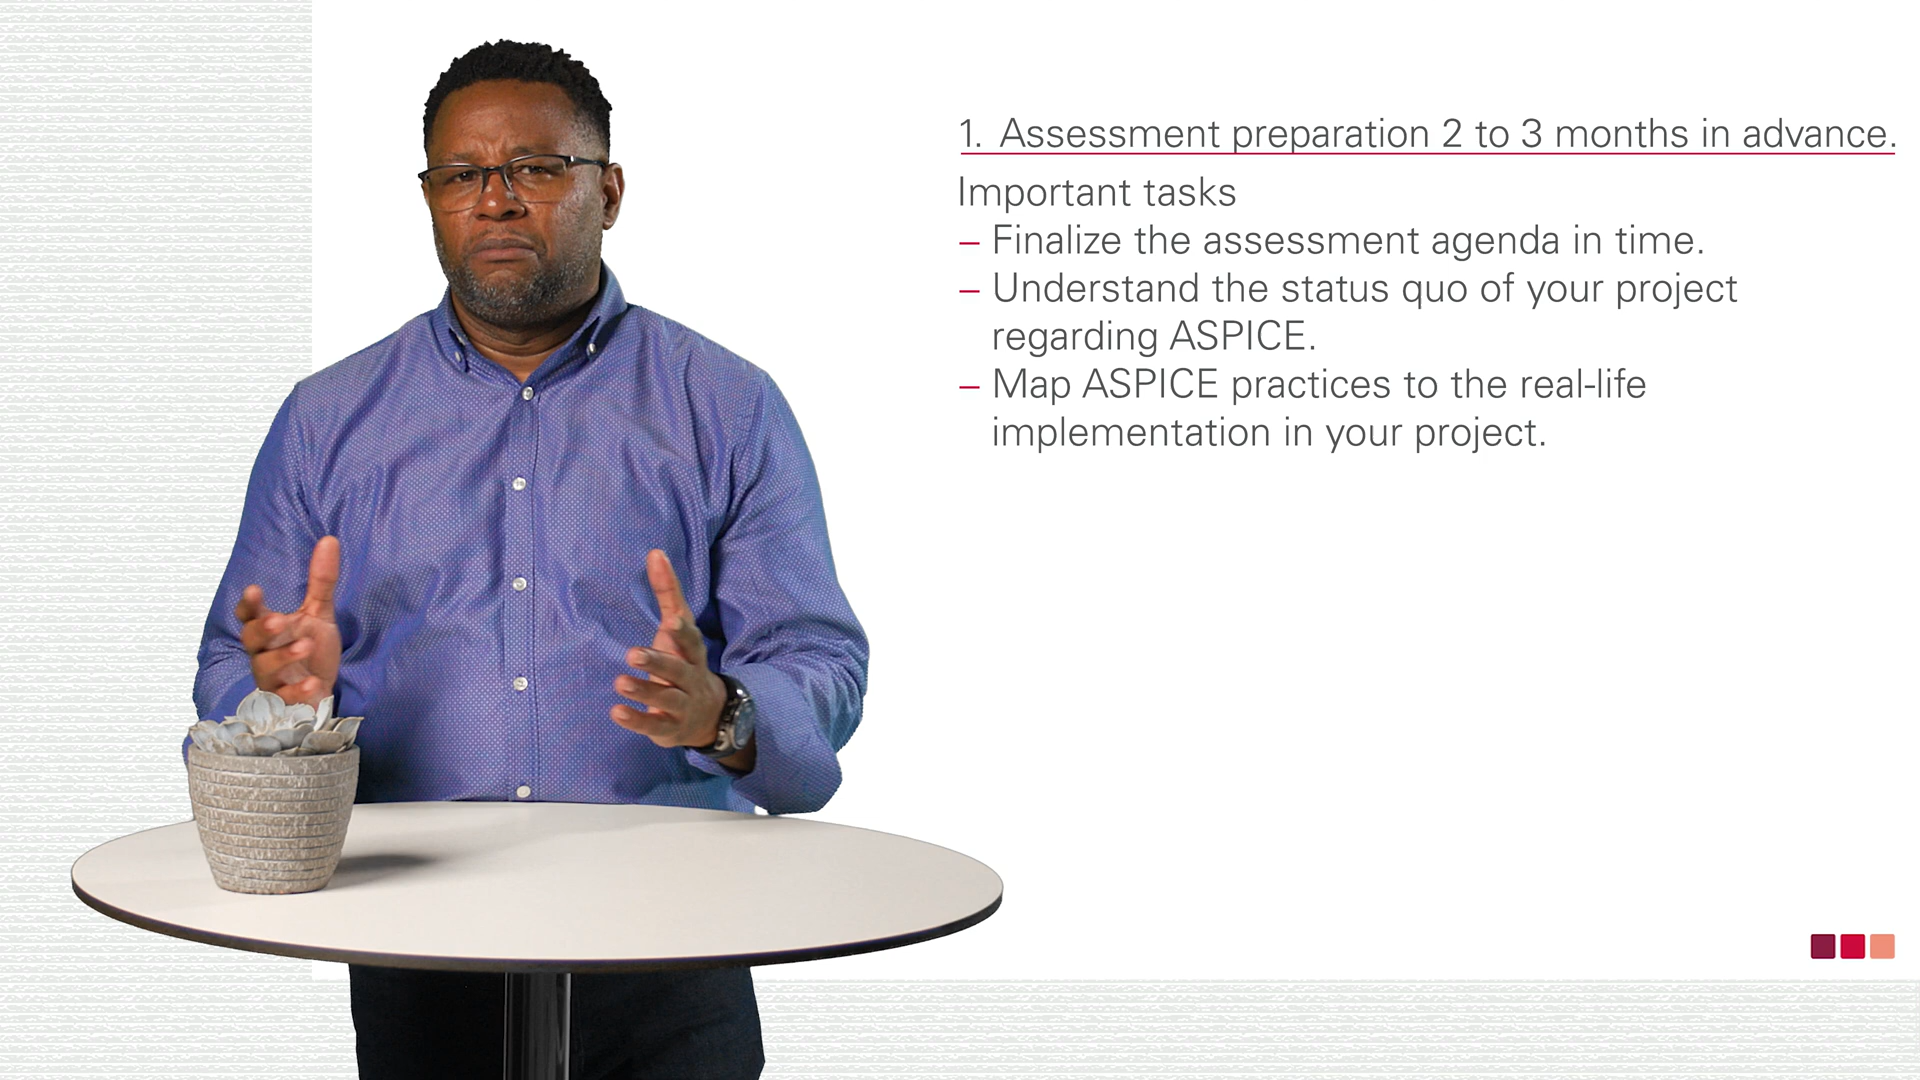 1. Assessment preparation 2 to 3 months in advance.
Important tasks
– Finalize the assessment agenda in time.
– Understand the status quo of your project
regarding ASPICE.
– Map ASPICE practices to the real-life
implementation in your project.